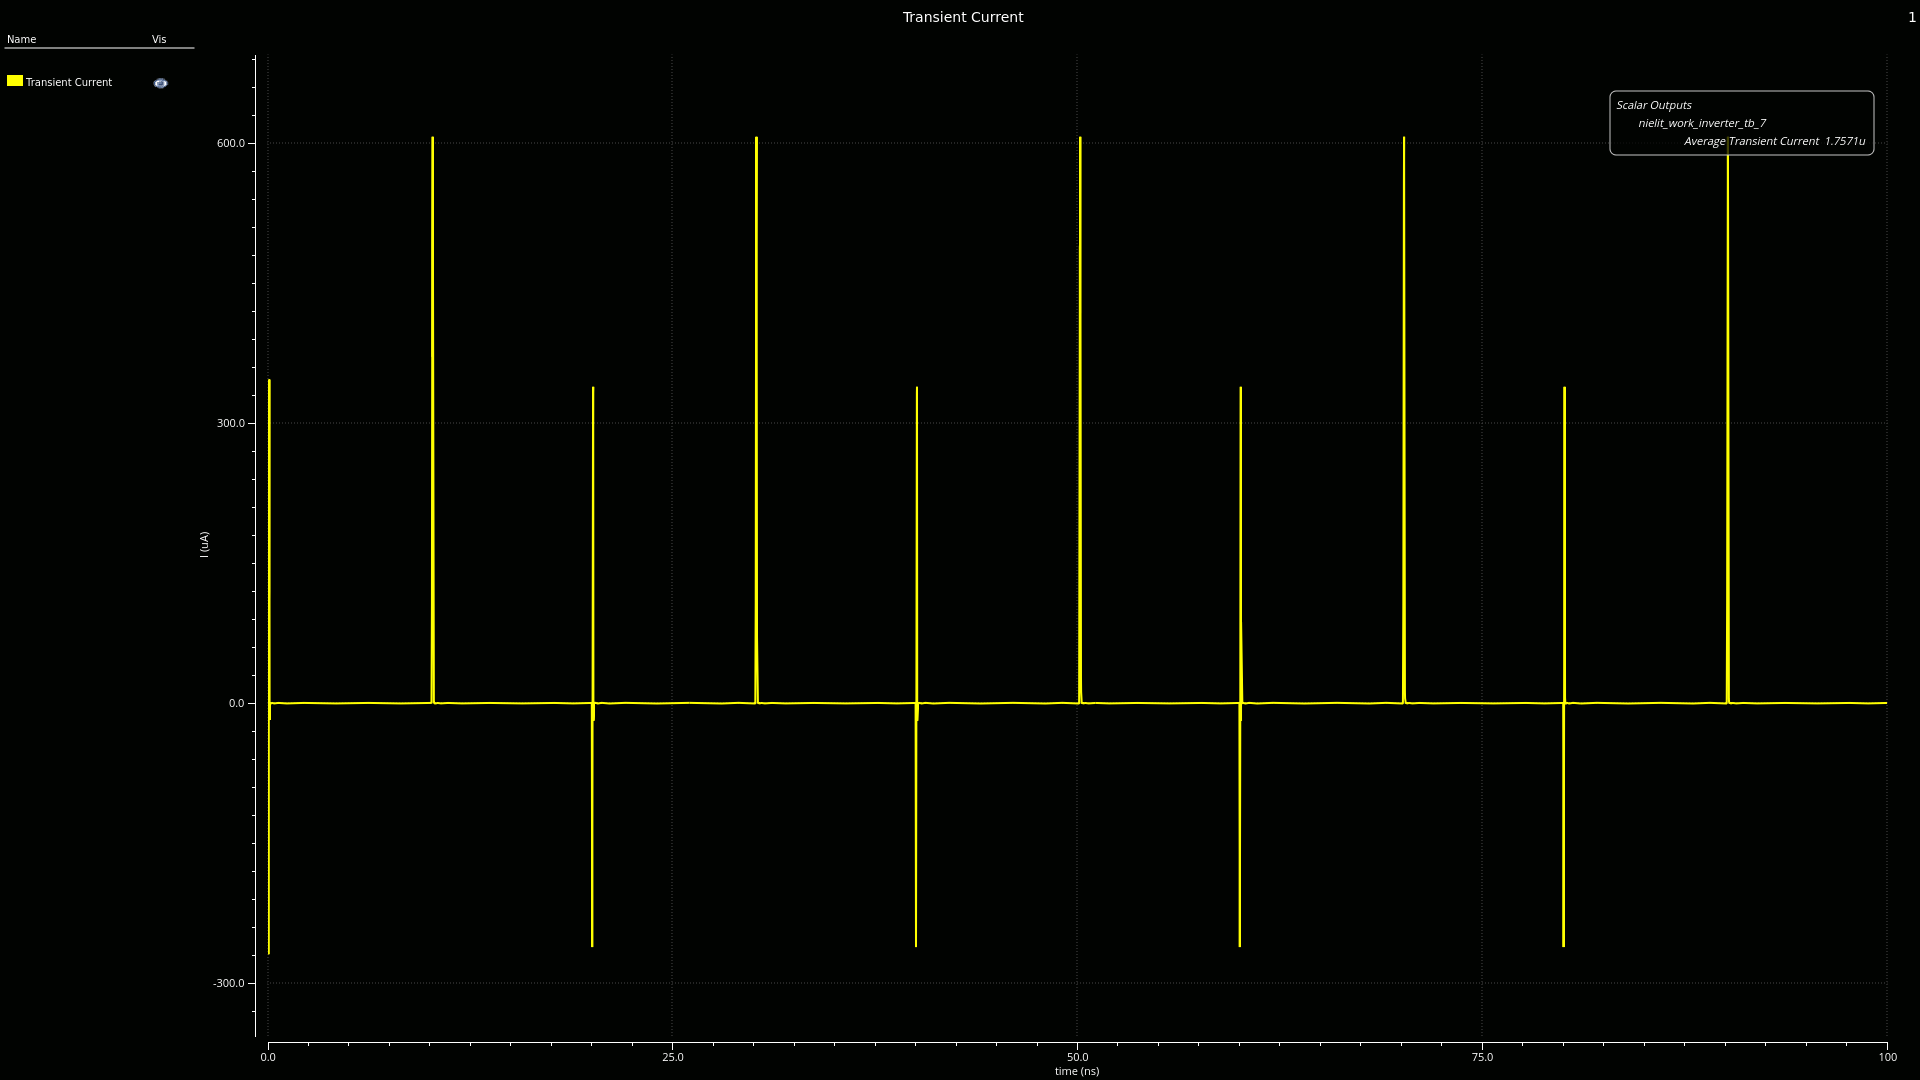 Transient Current
1
Name Vis
Transient Current
Scalar Outputs
nielit_work_inverter_tb_7
Average Transient Current 1.7571u
600.0
300.0
I (uA)
0.0
-300.0
0.0 25.0 50.0 75.0 100
time (ns)